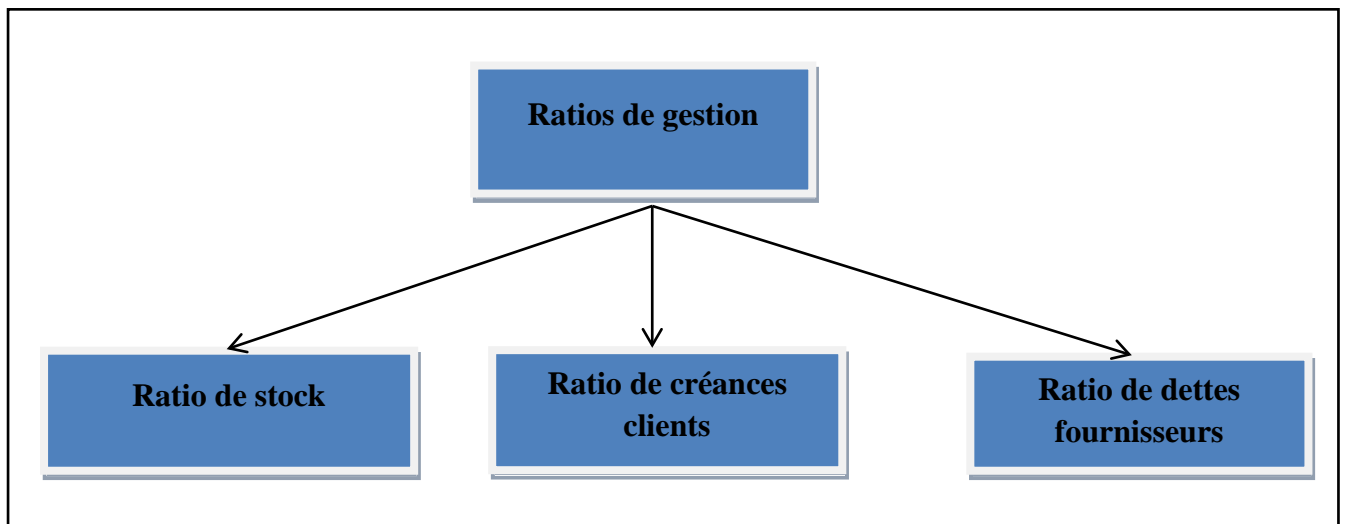 Ratios de gestion
Ratio de stock
Ratio de créances
clients
Ratio de dettes
fournisseurs